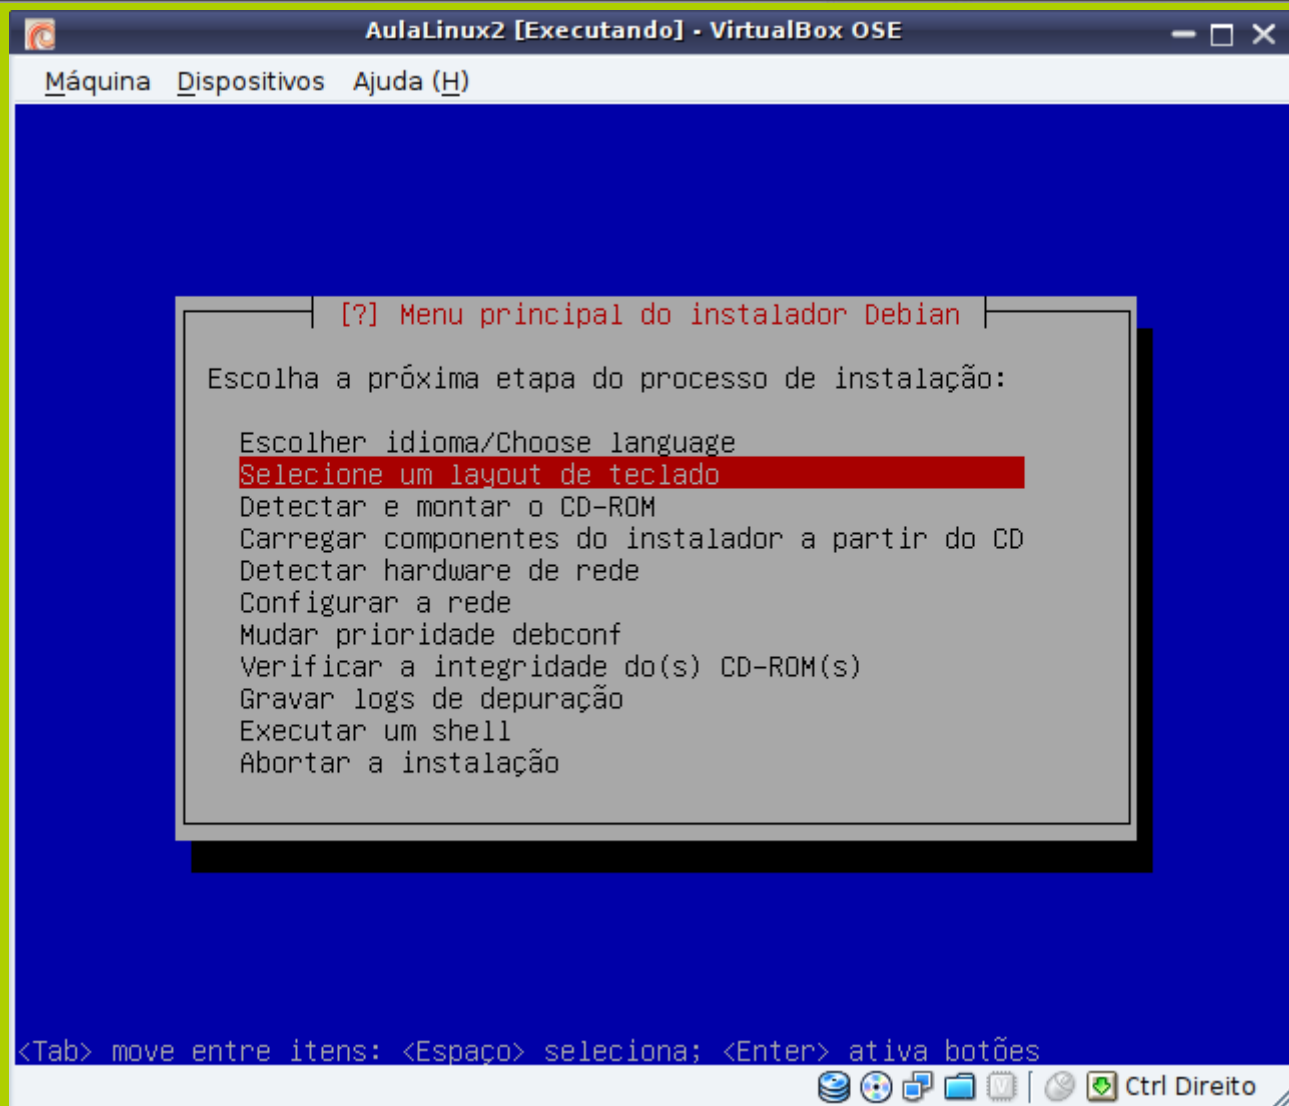 AulaLinux2 [Executando] - VirtualBox OSE
Máquina Dispositivos Ajuda (H)
[?] Menu principal do instalador Debian
Escolha a próxima etapa do processo de instalação:
Escolher idioma/Choose language
Selecione um layout de teclado
Detectar e montar o CD-ROM
Carregar componentes do instalador a partir do CD
Detectar hardware de rede
Configurar a rede
Mudar prioridade debconf
Verificar a integridade do(s) CD-ROM(s)
Gravar logs de depuração
Executar um shell
Abortar a instalação
<Tab> move entre itens: <Espaço> seleciona; <Enter> ativa botões
Ctrl Direito